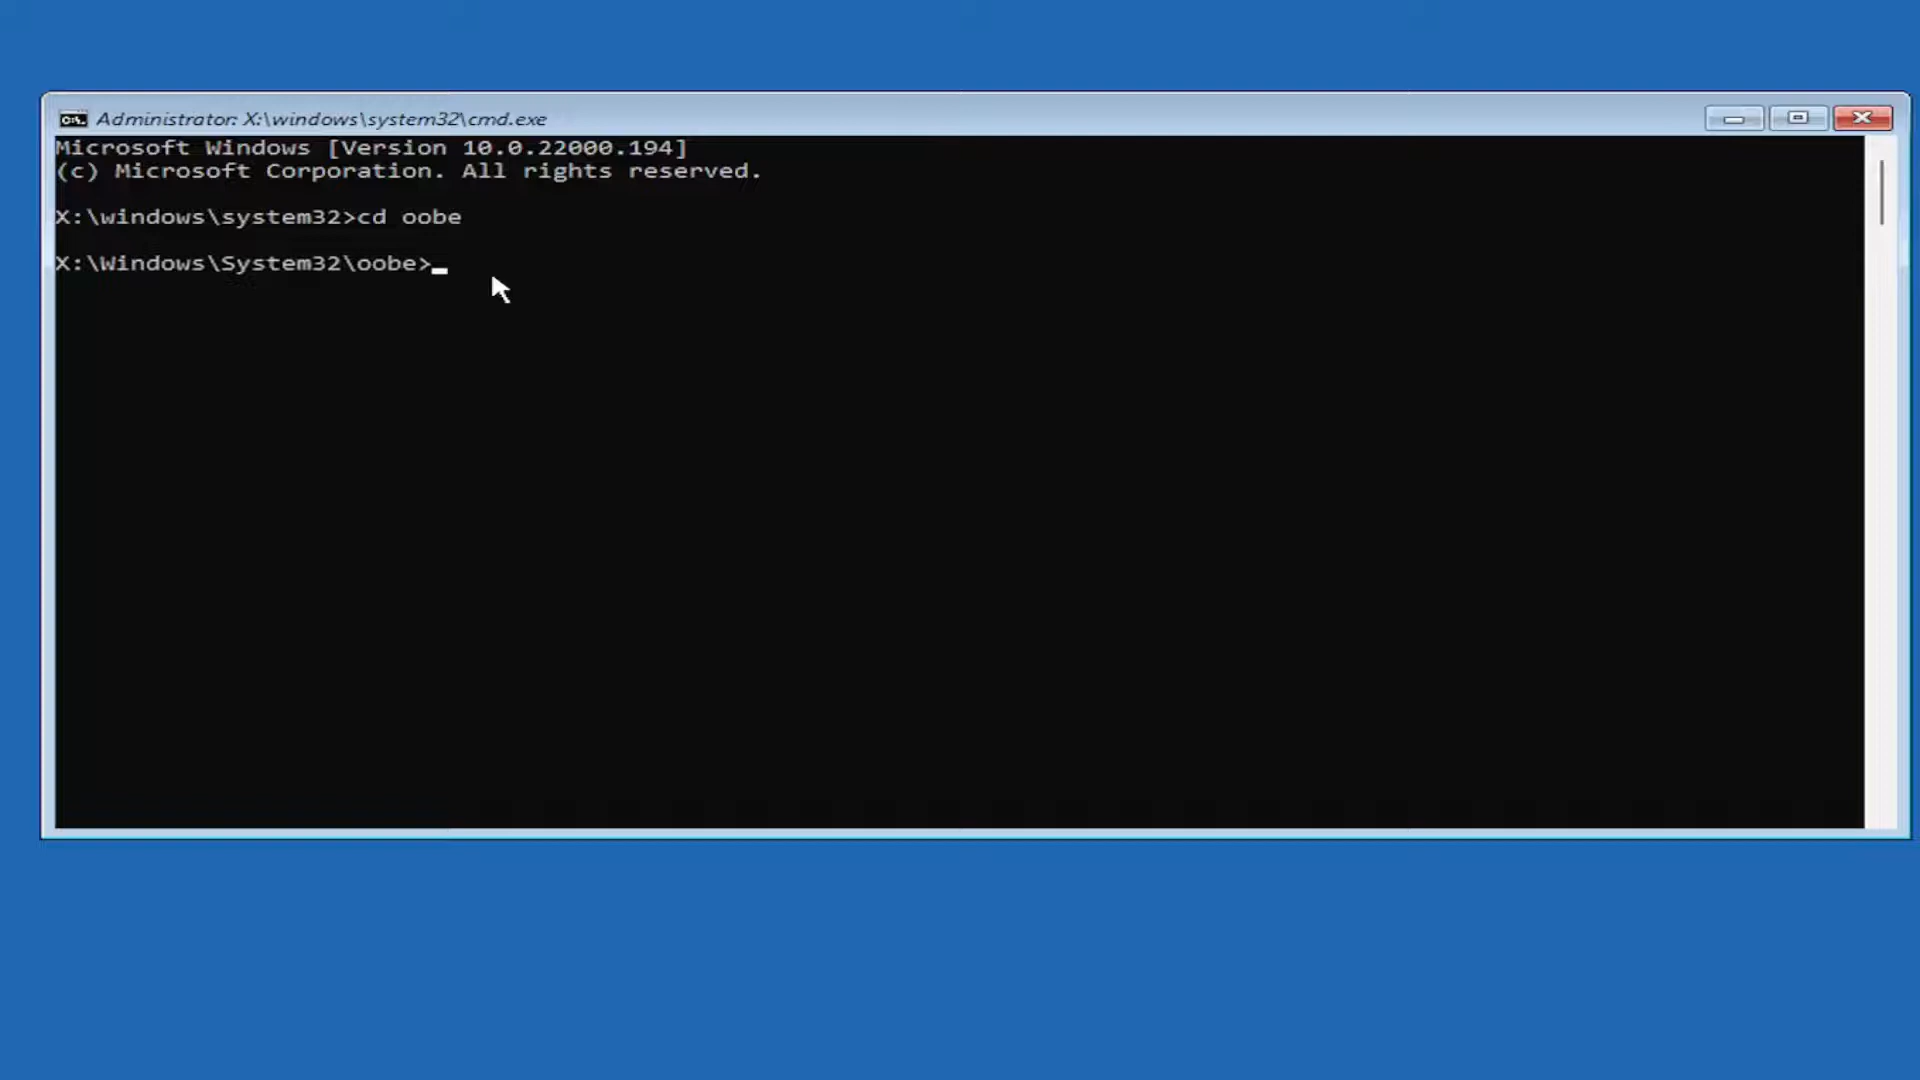 Administrator: X:\windows\system32\cmd.exe
Microsoft Windows [Version 10.0.22000.194]
(c) Microsoft Corporation. All rights reserved.
X:\windows\system32>cd oobe
X:\Windows\System32\oobe>